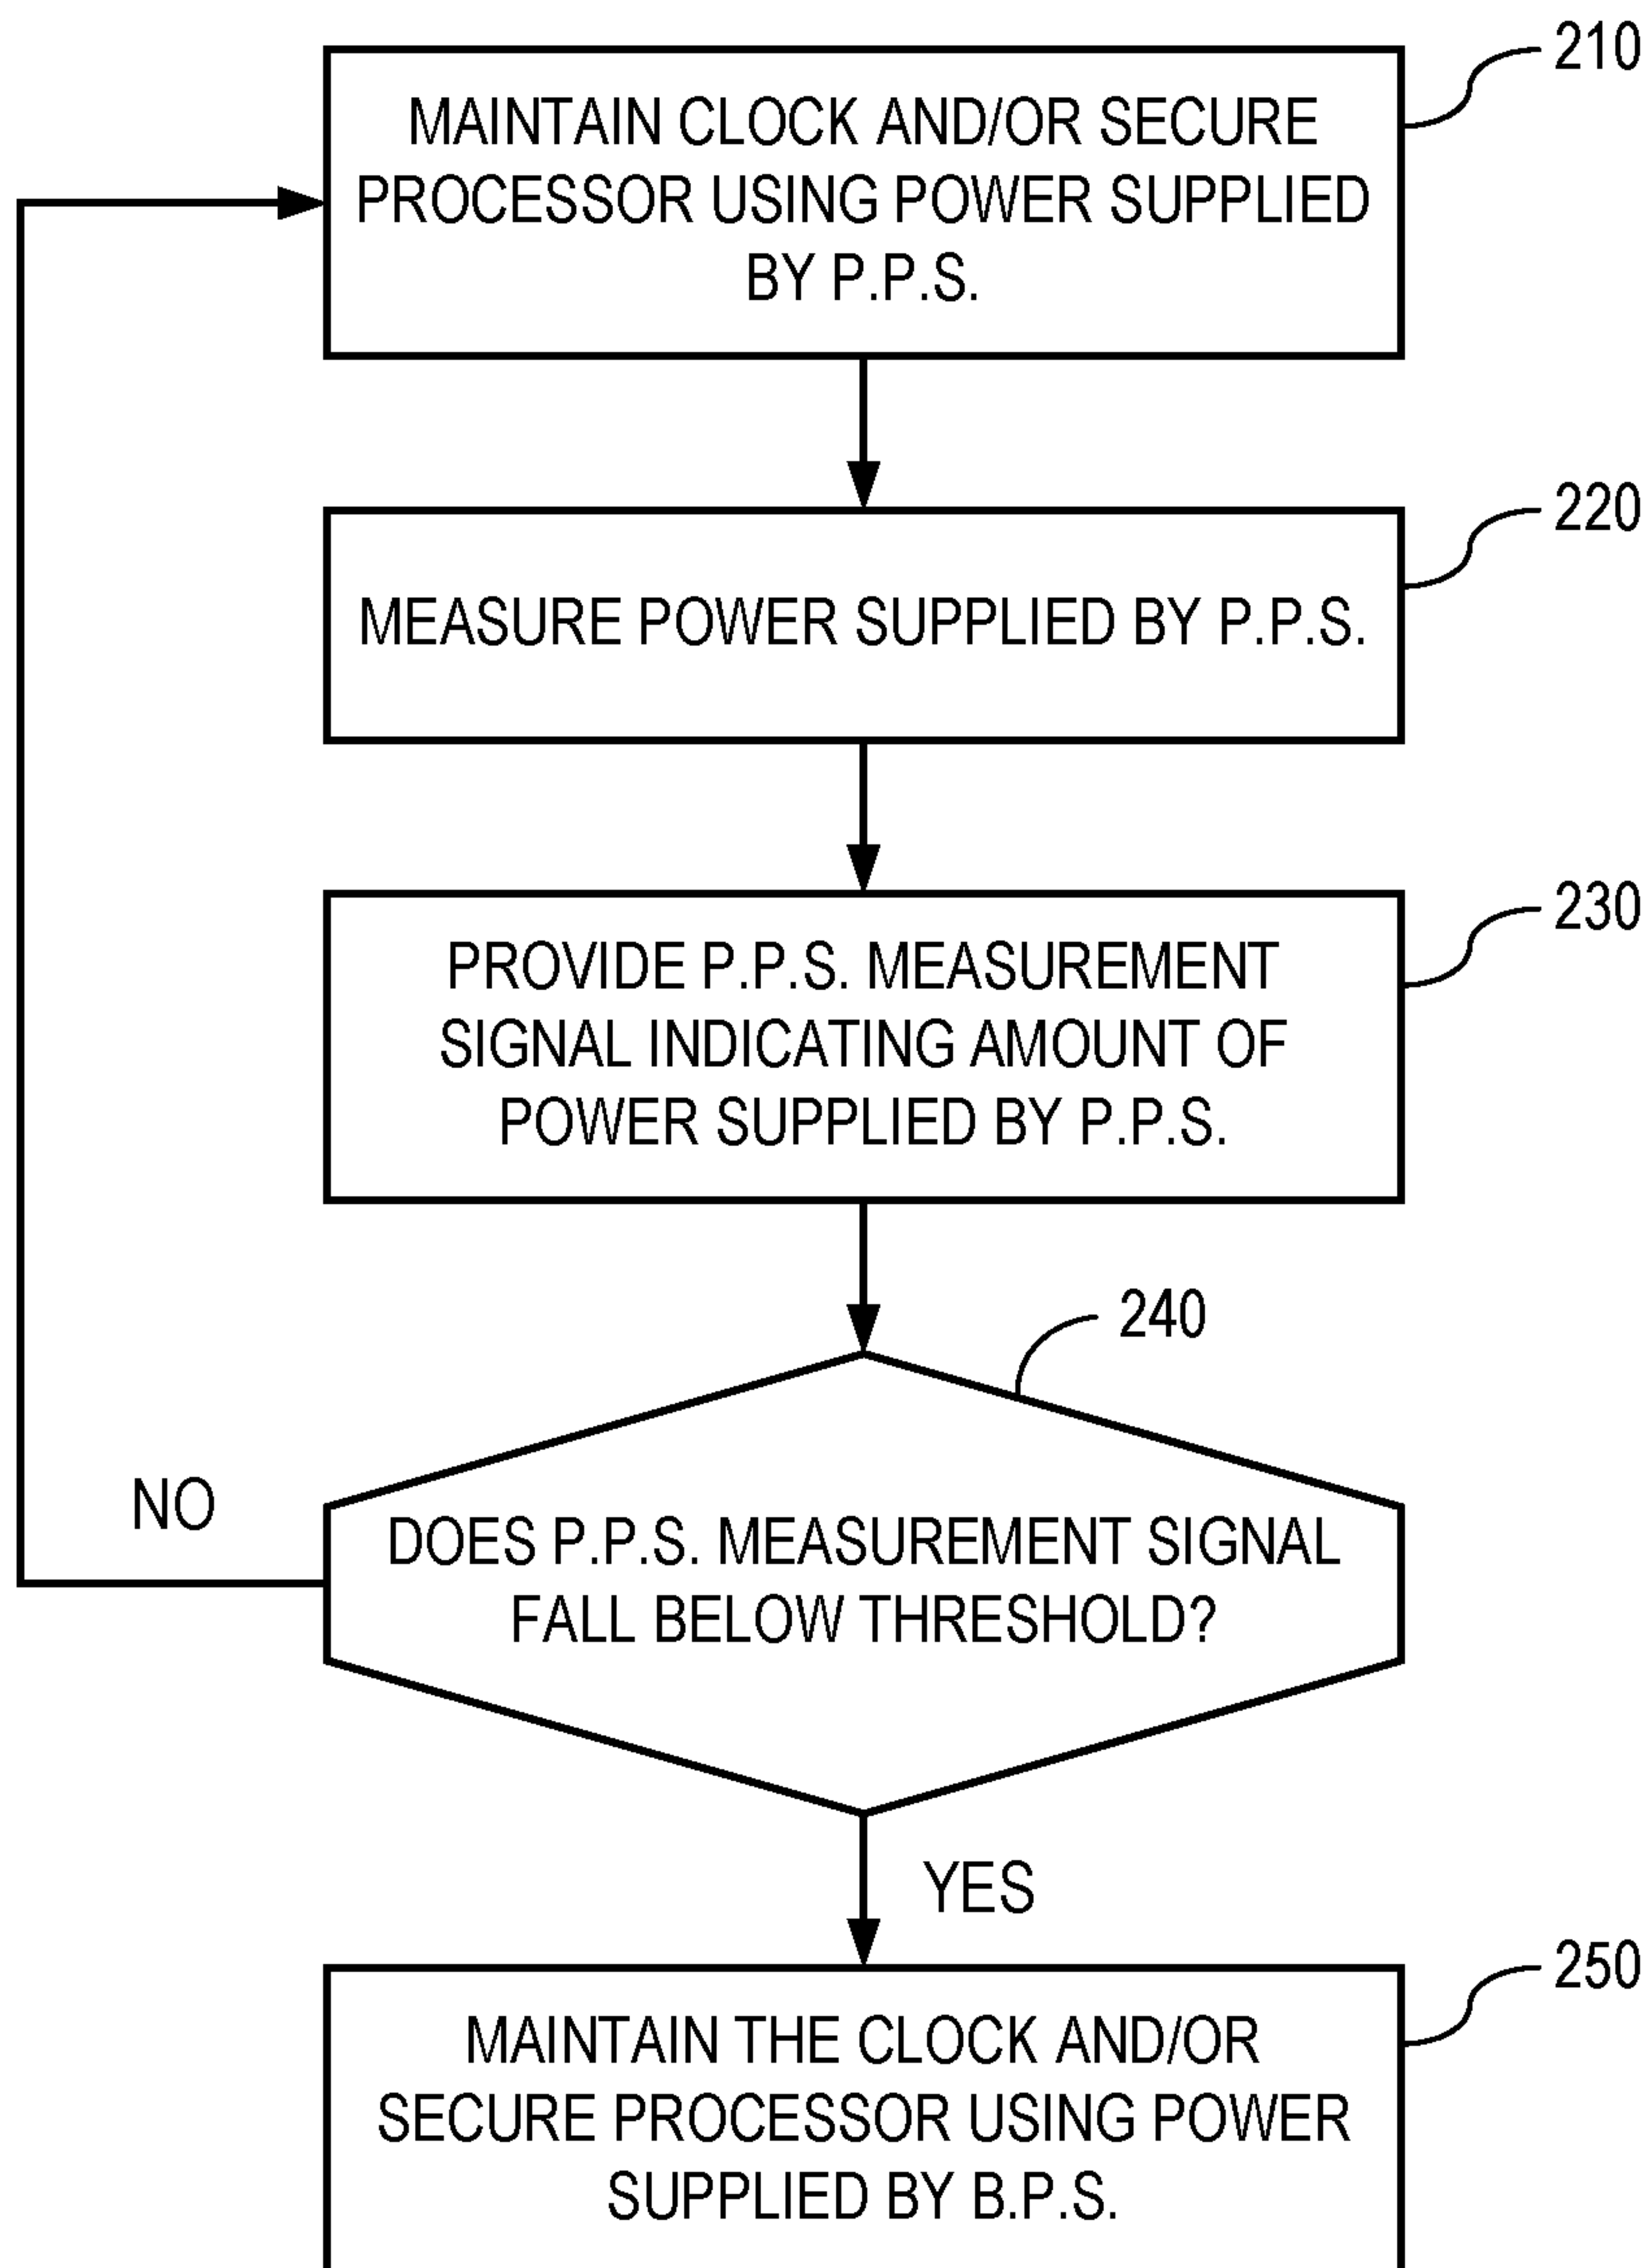 210
MAINTAIN CLOCK AND/OR SECURE
PROCESSOR USING POWER SUPPLIED
BY P.P.S.
220
MEASURE POWER SUPPLIED BY P.P.S.
230
PROVIDE P.P.S. MEASUREMENT
SIGNAL INDICATING AMOUNT OF
POWER SUPPLIED BY P.P.S.
240
NO
DOES P.P.S. MEASUREMENT SIGNAL
FALL BELOW THRESHOLD?
YES
250
MAINTAIN THE CLOCK AND/OR
SECURE PROCESSOR USING POWER
SUPPLIED BY B.P.S.